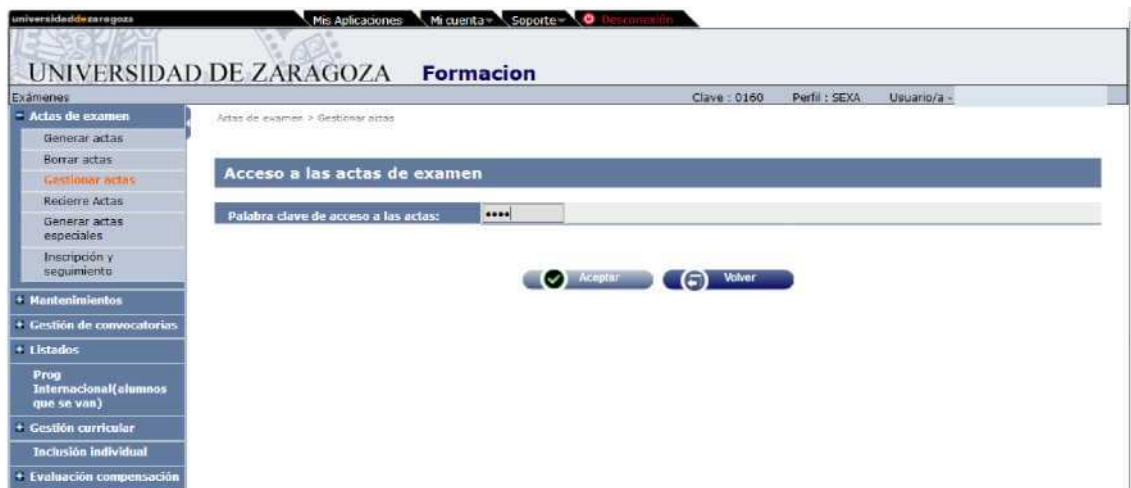 universidaddezaragoza
Mis Aplicaciones Mi cuenta Soporte Desconexión
UNIVERSIDAD DE ZARAGOZA Formacion
Exámenes Clave : 0160 Perfil : SEXA Usuario/a -
Actas de examen
Actas de examen > Gestionar actas
Generar actas
Borrar actas
Gestionar actas
Recierre Actas
Generar actas
especiales
Inscripción y
seguimiento
Mantenimientos
Gestión de convocatorias
Listados
Prog
Internacional(alumnos
que se van)
Gestión curricular
Inclusión individual
Evaluación compensación
Acceso a las actas de examen
Palabra clave de acceso a las actas: ••••
Aceptar Volver